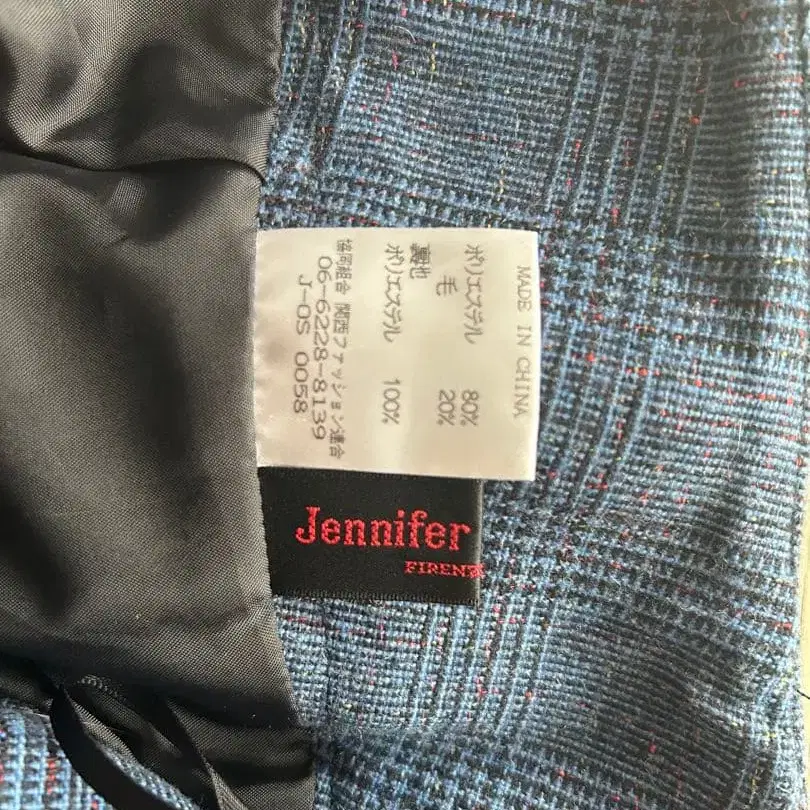 MADE IN CHINA
ポリエステル 80%
毛 20%
裏地
ポリエステル 100%
協同組合 関西ファッション連合
06-6228-8139
J-OS 0058
Jennifer
FIRENZ